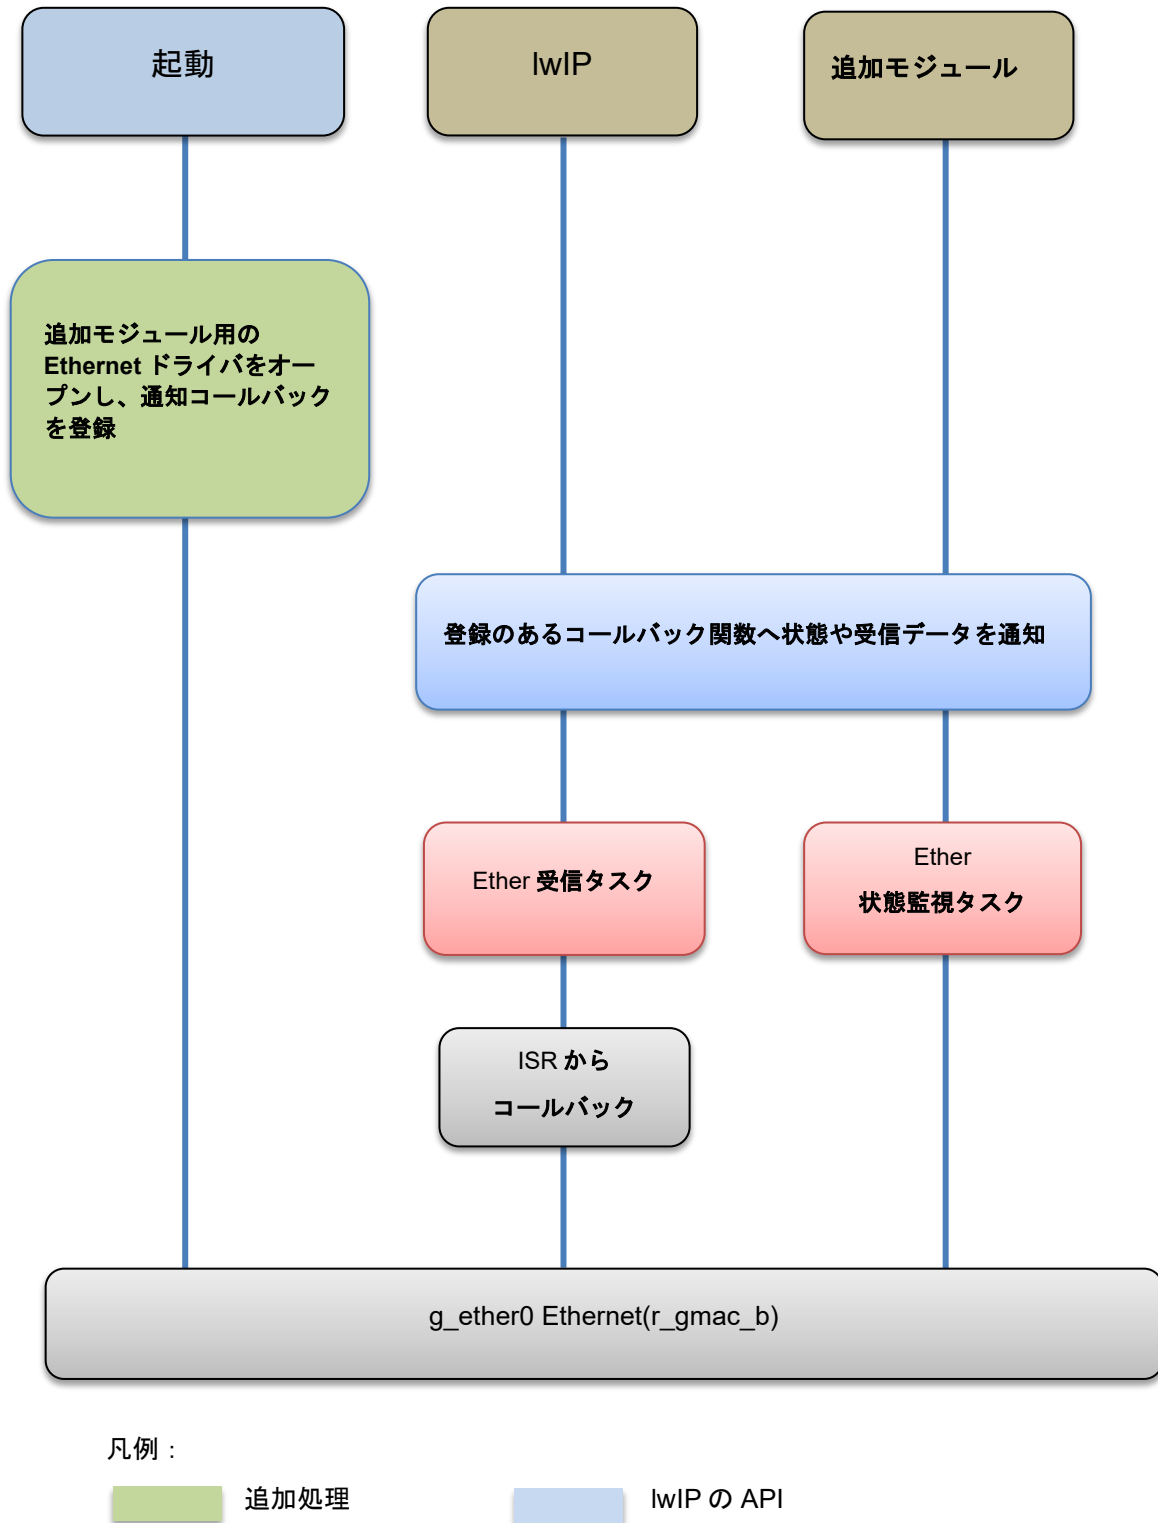 起動
lwIP
追加モジュール
追加モジュール用の
Ethernet ドライバをオー
プンし、通知コールバック
を登録
登録のあるコールバック関数へ状態や受信データを通知
Ether 受信タスク
Ether
状態監視タスク
ISR から
コールバック
g_ether0 Ethernet(r_gmac_b)
凡例：
追加処理
lwIP の API